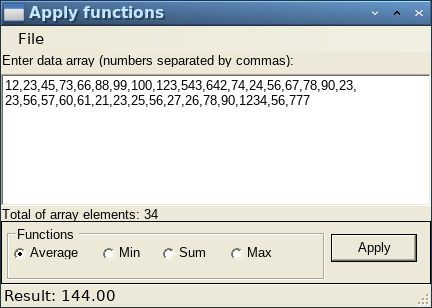 Apply functions
File
Enter data array (numbers separated by commas):
12,23,45,73,66,88,99,100,123,543,642,74,24,56,67,78,90,23,
23,56,57,60,61,21,23,25,56,27,26,78,90,1234,56,777
Total of array elements: 34
Functions
Average Min Sum Max
Apply
Result: 144.00